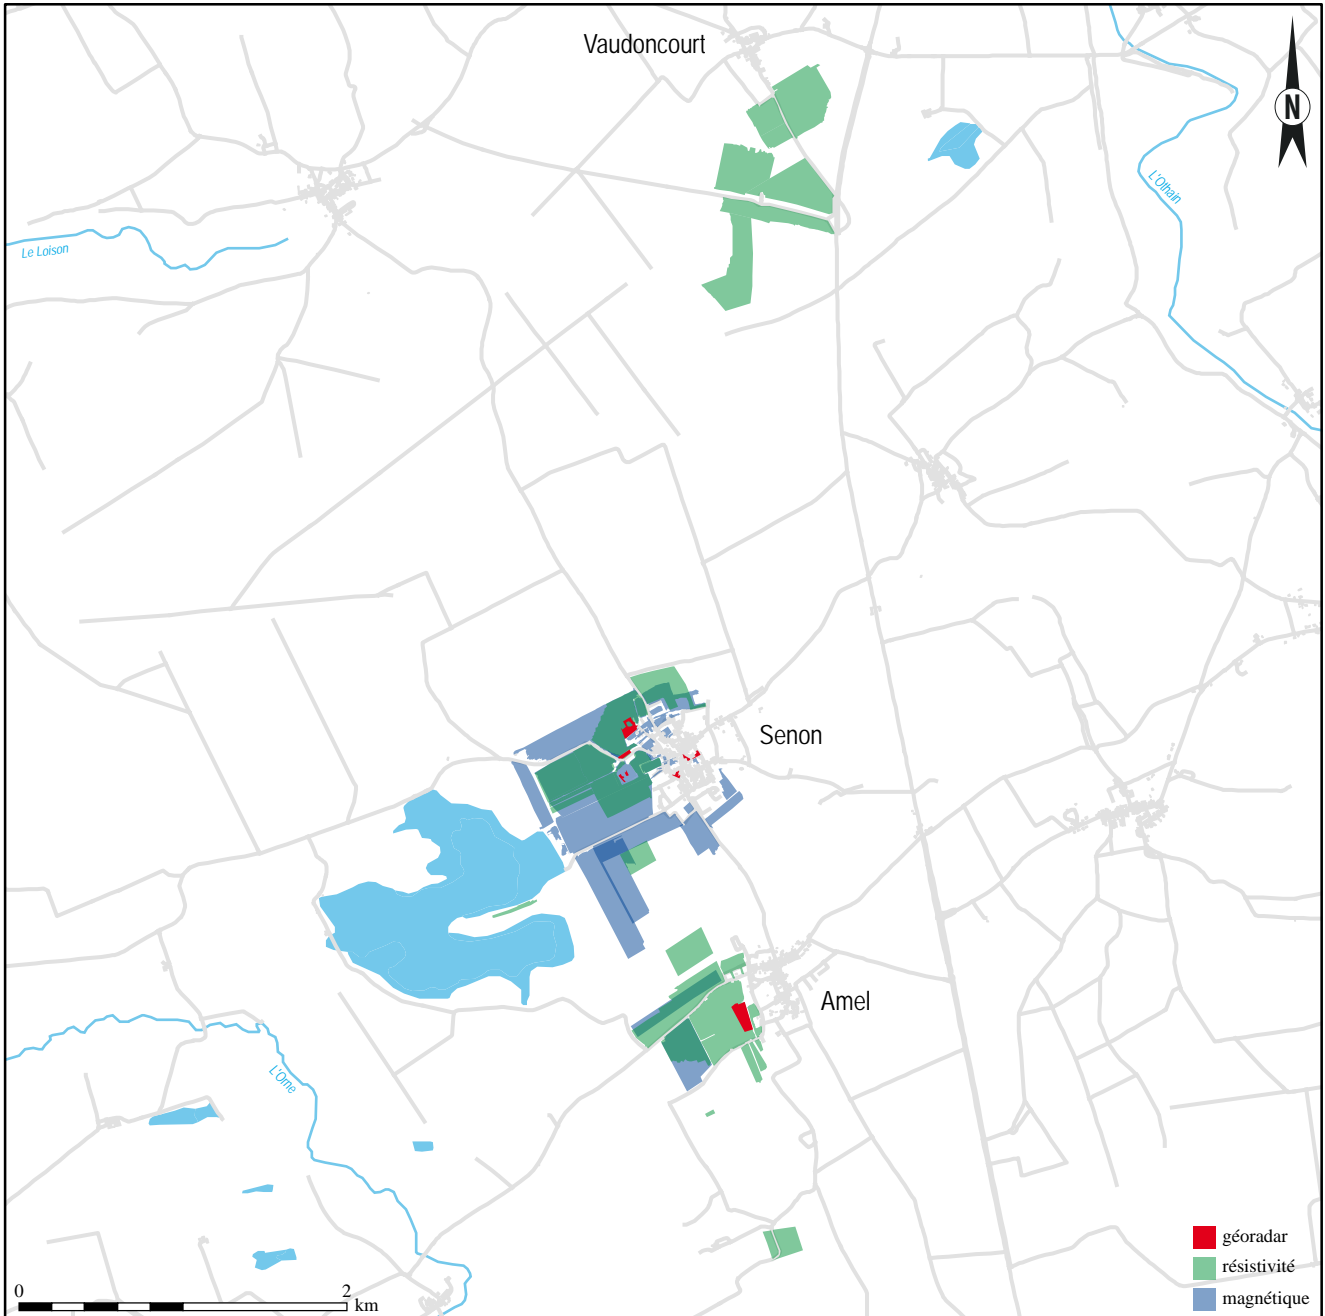 Vaudoncourt
N
L'Othain
Le Loison
Senon
Amel
L'Orne
géoradar
résistivité
magnétique
0 2
km